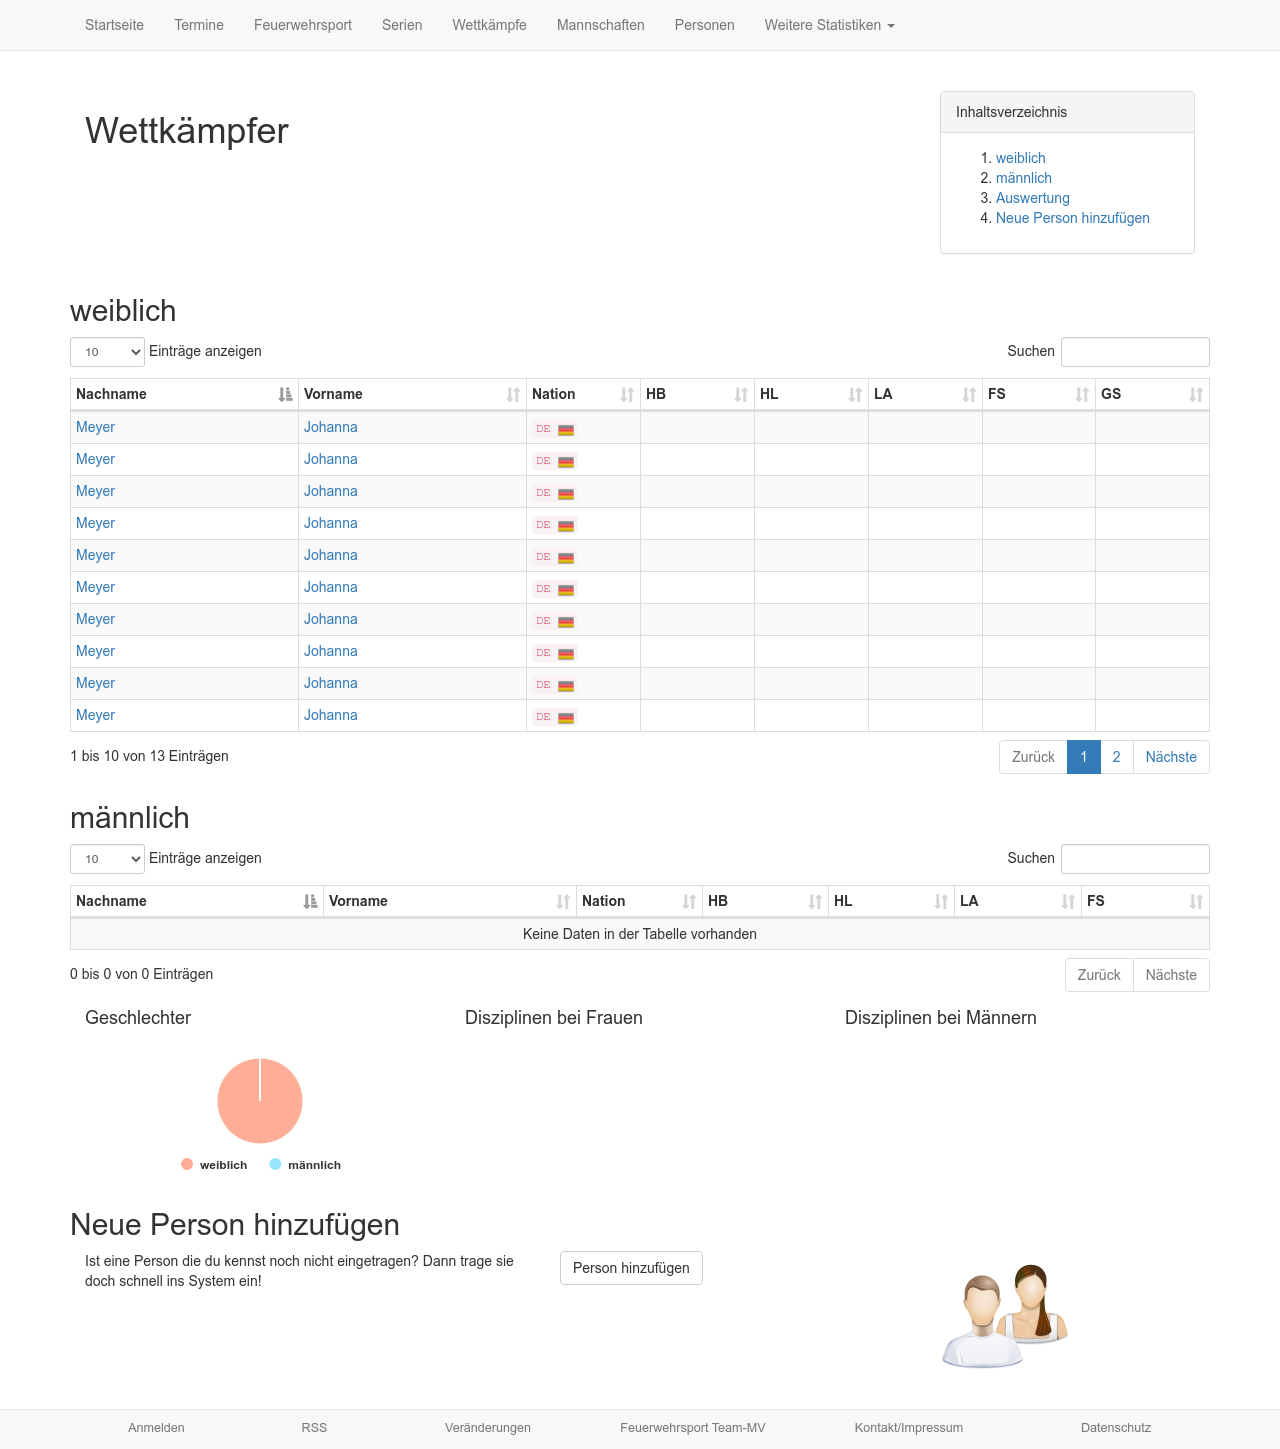 Startseite Termine Feuerwehrsport Serien Wettkämpfe Mannschaften Personen Weitere Statistiken
Wettkämpfer
Inhaltsverzeichnis
1. weiblich
2. männlich
3. Auswertung
4. Neue Person hinzufügen
weiblich
10 Einträge anzeigen Suchen
Nachname Vorname Nation HB HL LA FS GS
Meyer Johanna DE
Meyer Johanna DE
Meyer Johanna DE
Meyer Johanna DE
Meyer Johanna DE
Meyer Johanna DE
Meyer Johanna DE
Meyer Johanna DE
Meyer Johanna DE
Meyer Johanna DE
1 bis 10 von 13 Einträgen Zurück 1 2 Nächste
männlich
10 Einträge anzeigen Suchen
Nachname Vorname Nation HB HL LA FS
Keine Daten in der Tabelle vorhanden
0 bis 0 von 0 Einträgen Zurück Nächste
Geschlechter Disziplinen bei Frauen Disziplinen bei Männern
weiblich männlich
Neue Person hinzufügen
Ist eine Person die du kennst noch nicht eingetragen? Dann trage sie
doch schnell ins System ein!
Person hinzufügen
Anmelden RSS Veränderungen Feuerwehrsport Team-MV Kontakt/Impressum Datenschutz